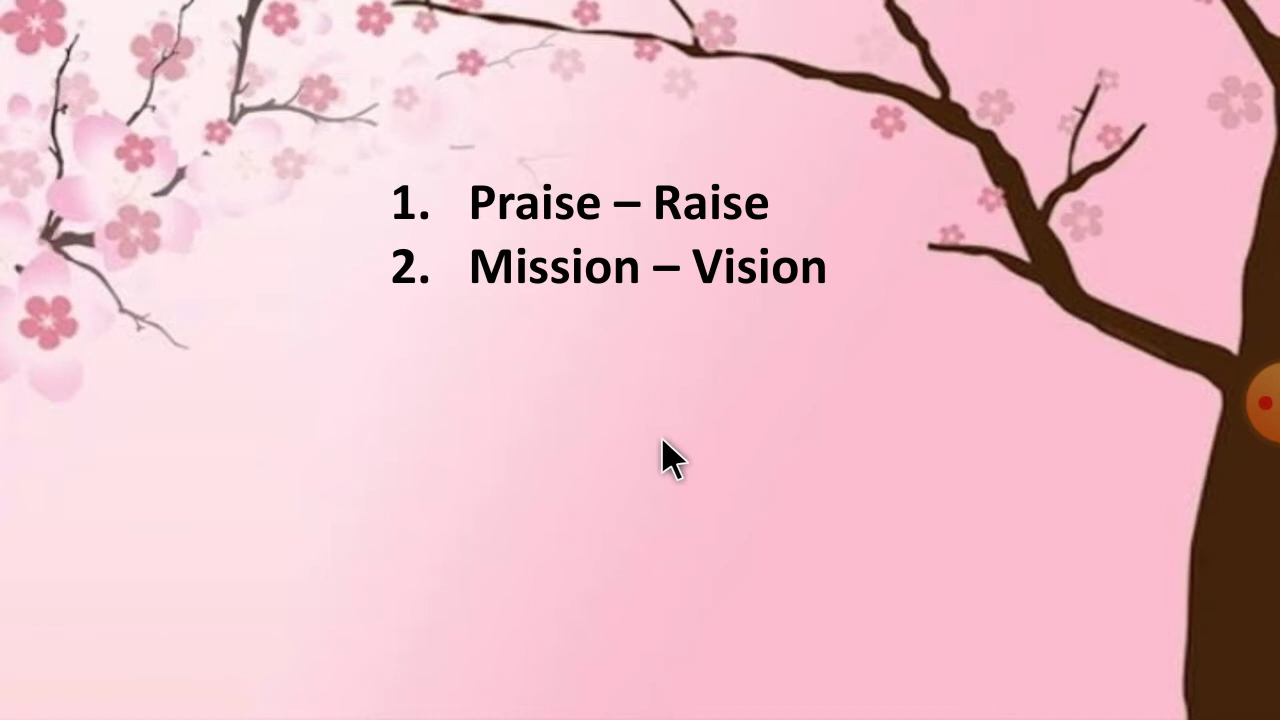 1. Praise – Raise
2. Mission – Vision